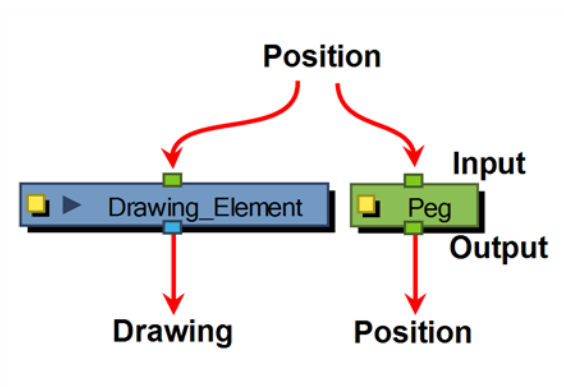 Position
Input
Drawing_Element
Peg
Output
Drawing
Position